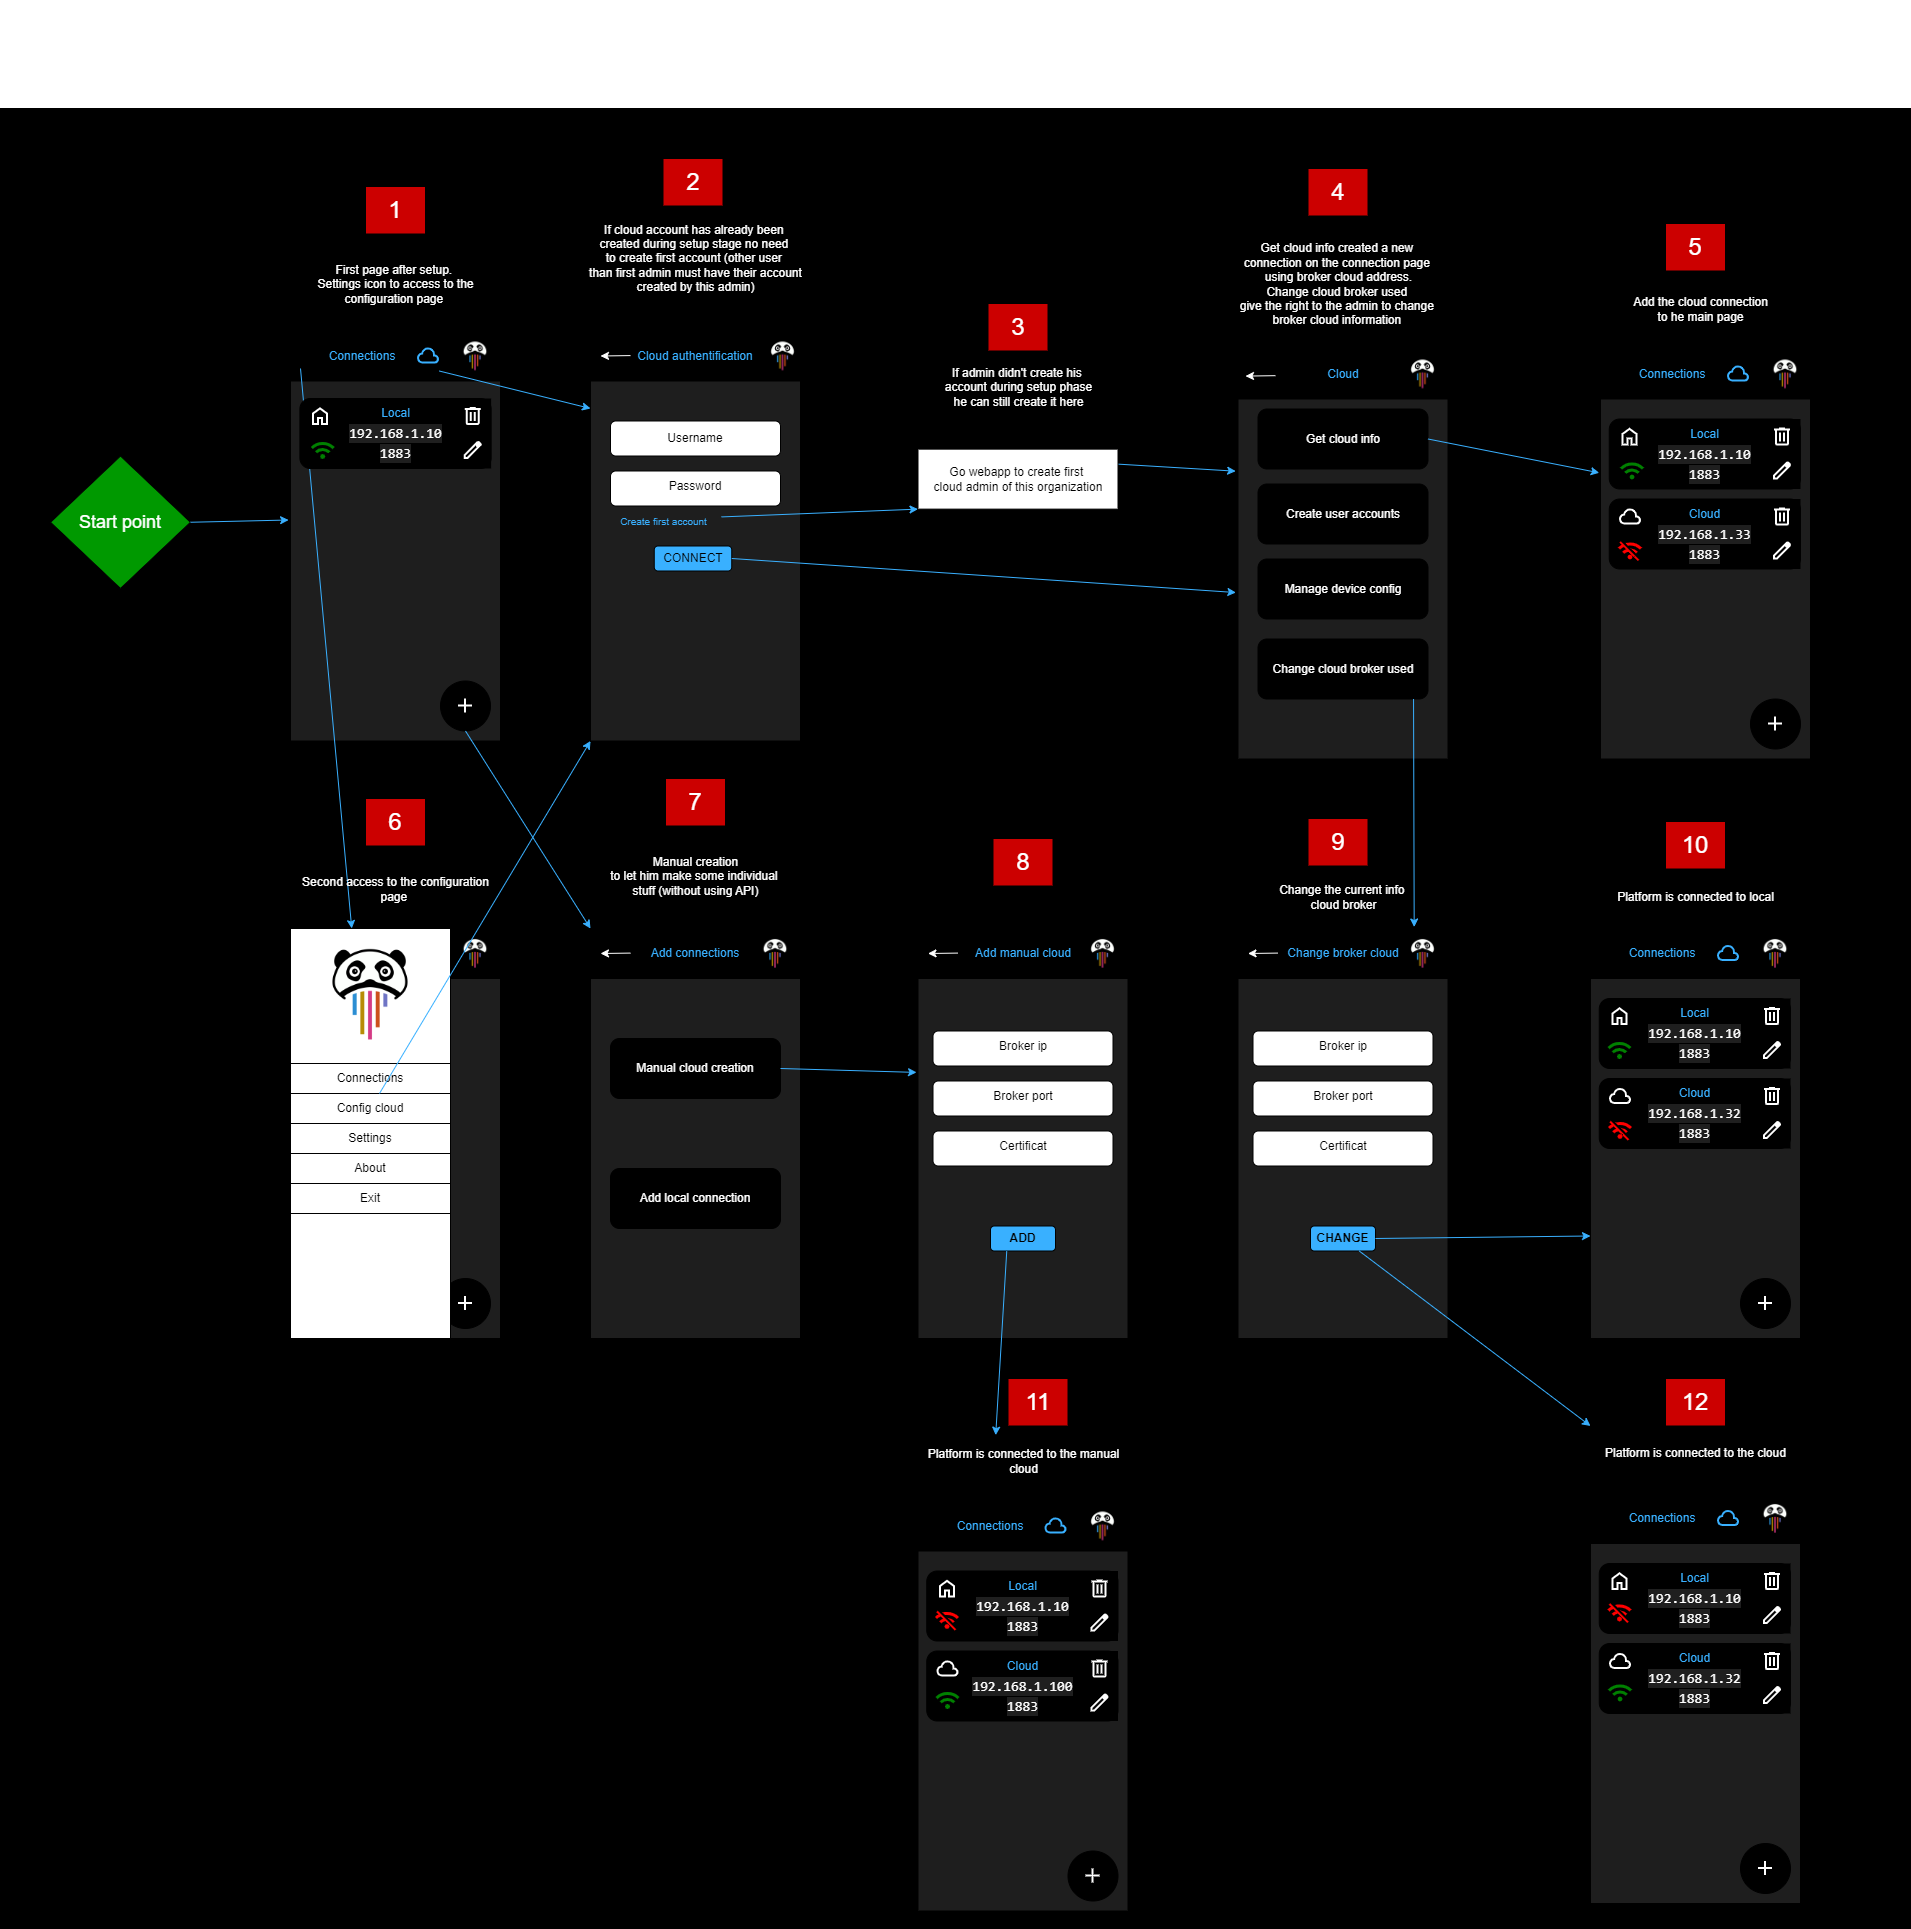 Start point
1
First page after setup.
Settings icon to access to the
configuration page
Connections
Local
192.168.1.10
1883
2
If cloud account has already been
created during setup stage no need
to create first account (other user
than first admin must have their account
created by this admin)
Cloud authentification
Username
Password
Create first account
CONNECT
3
If admin didn't create his
account during setup phase
he can still create it here
Go webapp to create first
cloud admin of this organization
4
Get cloud info created a new
connection on the connection page
using broker cloud address.
Change cloud broker used
give the right to the admin to change
broker cloud information
Cloud
Get cloud info
Create user accounts
Manage device config
Change cloud broker used
5
Add the cloud connection
to he main page
Connections
Local
192.168.1.10
1883
Cloud
192.168.1.33
1883
6
Second access to the configuration
page
Connections
Config cloud
Settings
About
Exit
7
Manual creation
to let him make some individual
stuff (without using API)
Add connections
Manual cloud creation
Add local connection
8
Add manual cloud
Broker ip
Broker port
Certificat
ADD
9
Change the current info
cloud broker
Change broker cloud
Broker ip
Broker port
Certificat
CHANGE
10
Platform is connected to local
Connections
Local
192.168.1.10
1883
Cloud
192.168.1.32
1883
11
Platform is connected to the manual
cloud
Connections
Local
192.168.1.10
1883
Cloud
192.168.1.100
1883
12
Platform is connected to the cloud
Connections
Local
192.168.1.10
1883
Cloud
192.168.1.32
1883